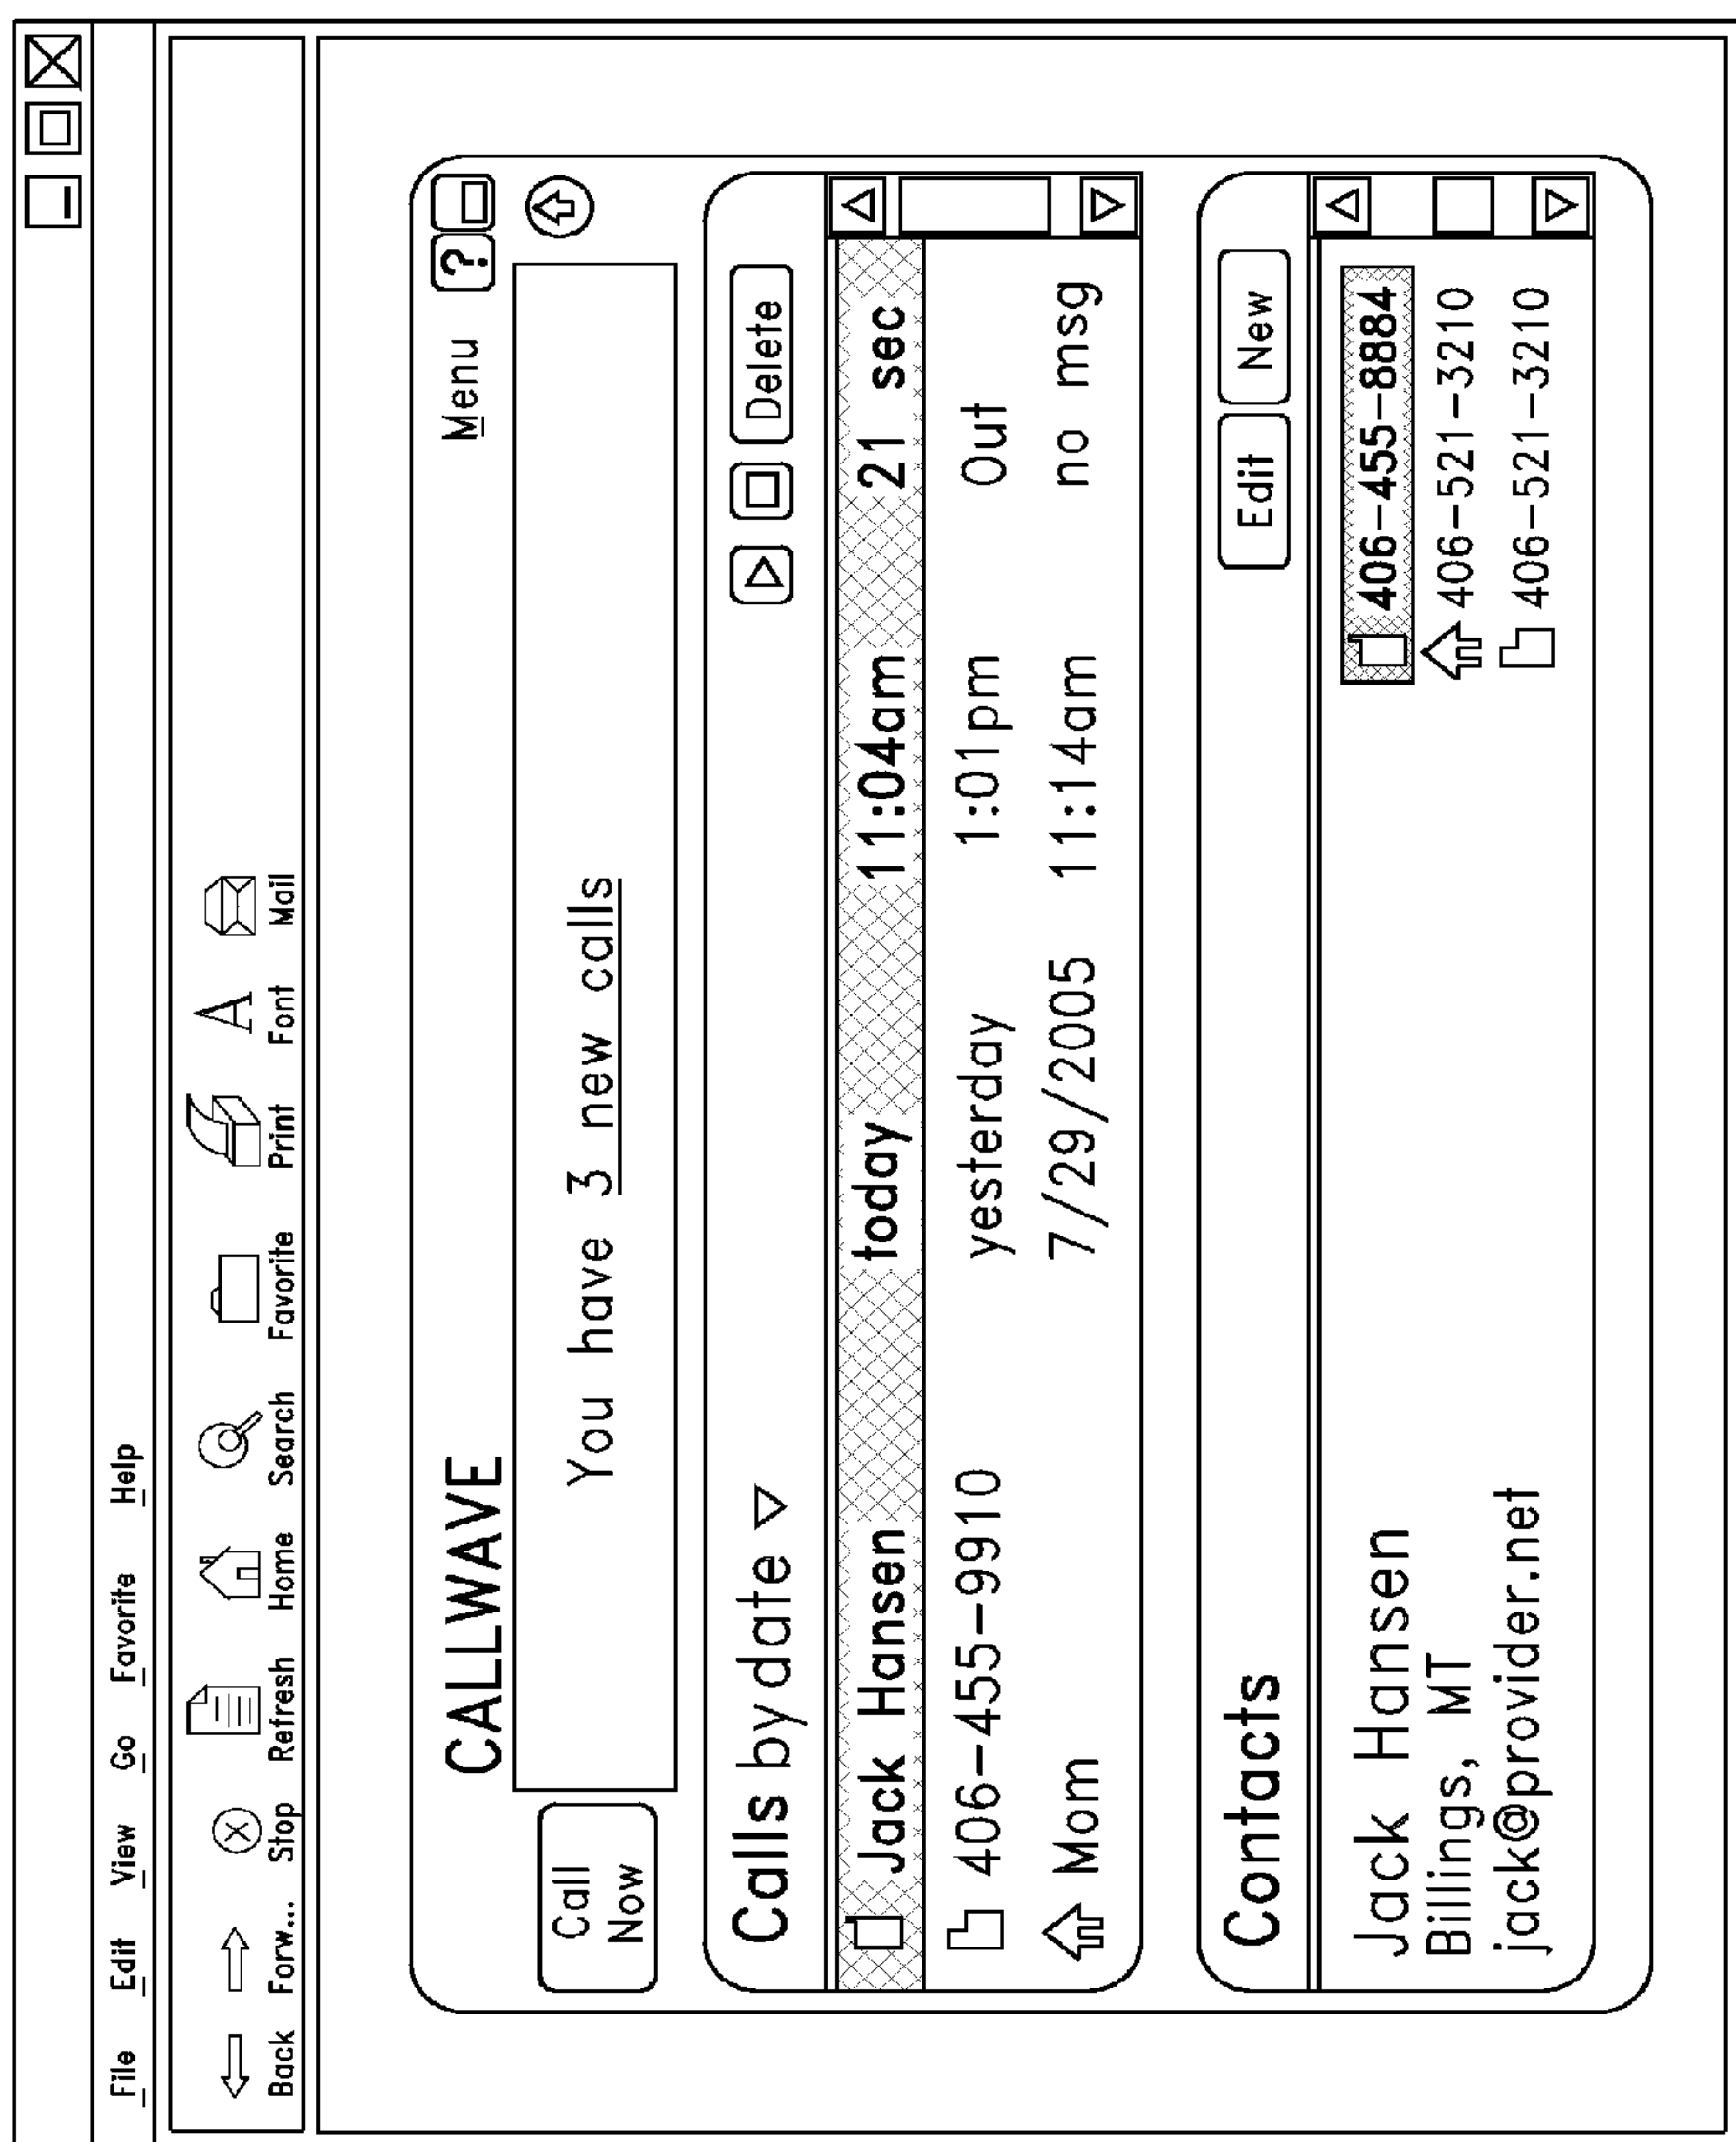 File Edit View Go Favorite Help
Back Forw... Stop Refresh Home Search Favorite Print Font Mail
CALLWAVE Menu ?
Call
Now
You have 3 new calls
Calls by date Delete
Jack Hansen today 11:04am 21 sec
406-455-9910 yesterday 1:01pm Out
Mom 7/29/2005 11:14am no msg
Contacts Edit New
Jack Hansen 406-455-8884
Billings, MT 406-521-3210
jack@provider.net 406-521-3210